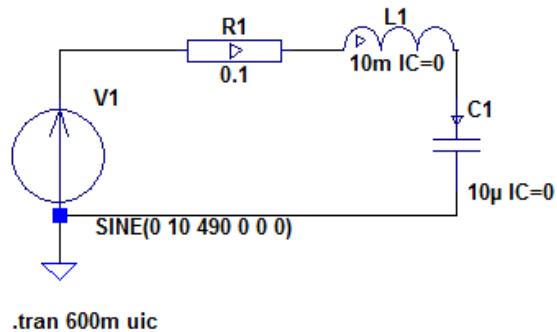 R1
0.1
L1
10m IC=0
V1
C1
10µ IC=0
SINE(0 10 490 0 0 0)
.tran 600m uic